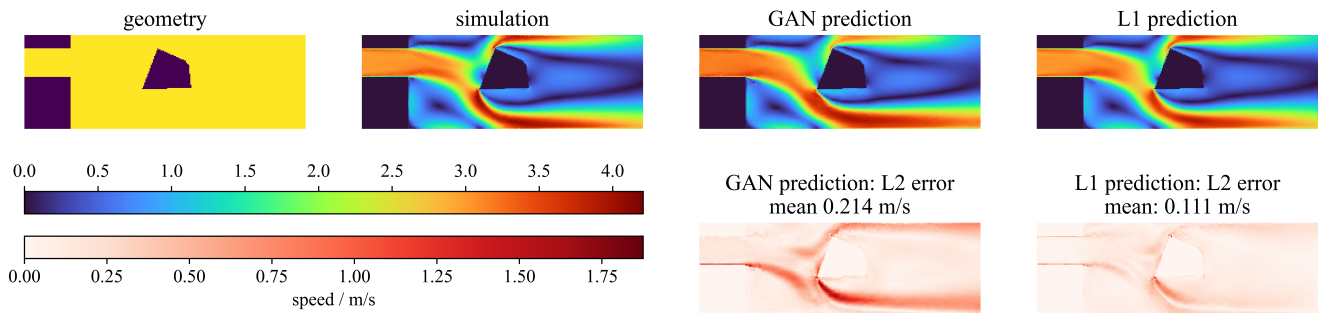 geometry
simulation
GAN prediction
L1 prediction
0.0 0.5 1.0 1.5 2.0 2.5 3.0 3.5 4.0
GAN prediction: L2 error
mean 0.214 m/s
L1 prediction: L2 error
mean: 0.111 m/s
0.00 0.25 0.50 0.75 1.00 1.25 1.50 1.75
speed / m/s